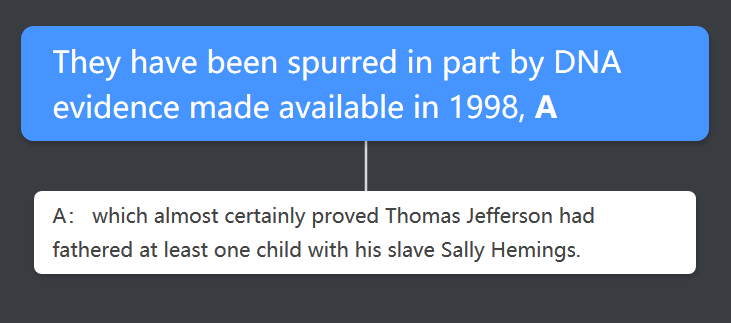 They have been spurred in part by DNA
evidence made available in 1998, A
A： which almost certainly proved Thomas Jefferson had
fathered at least one child with his slave Sally Hemings.